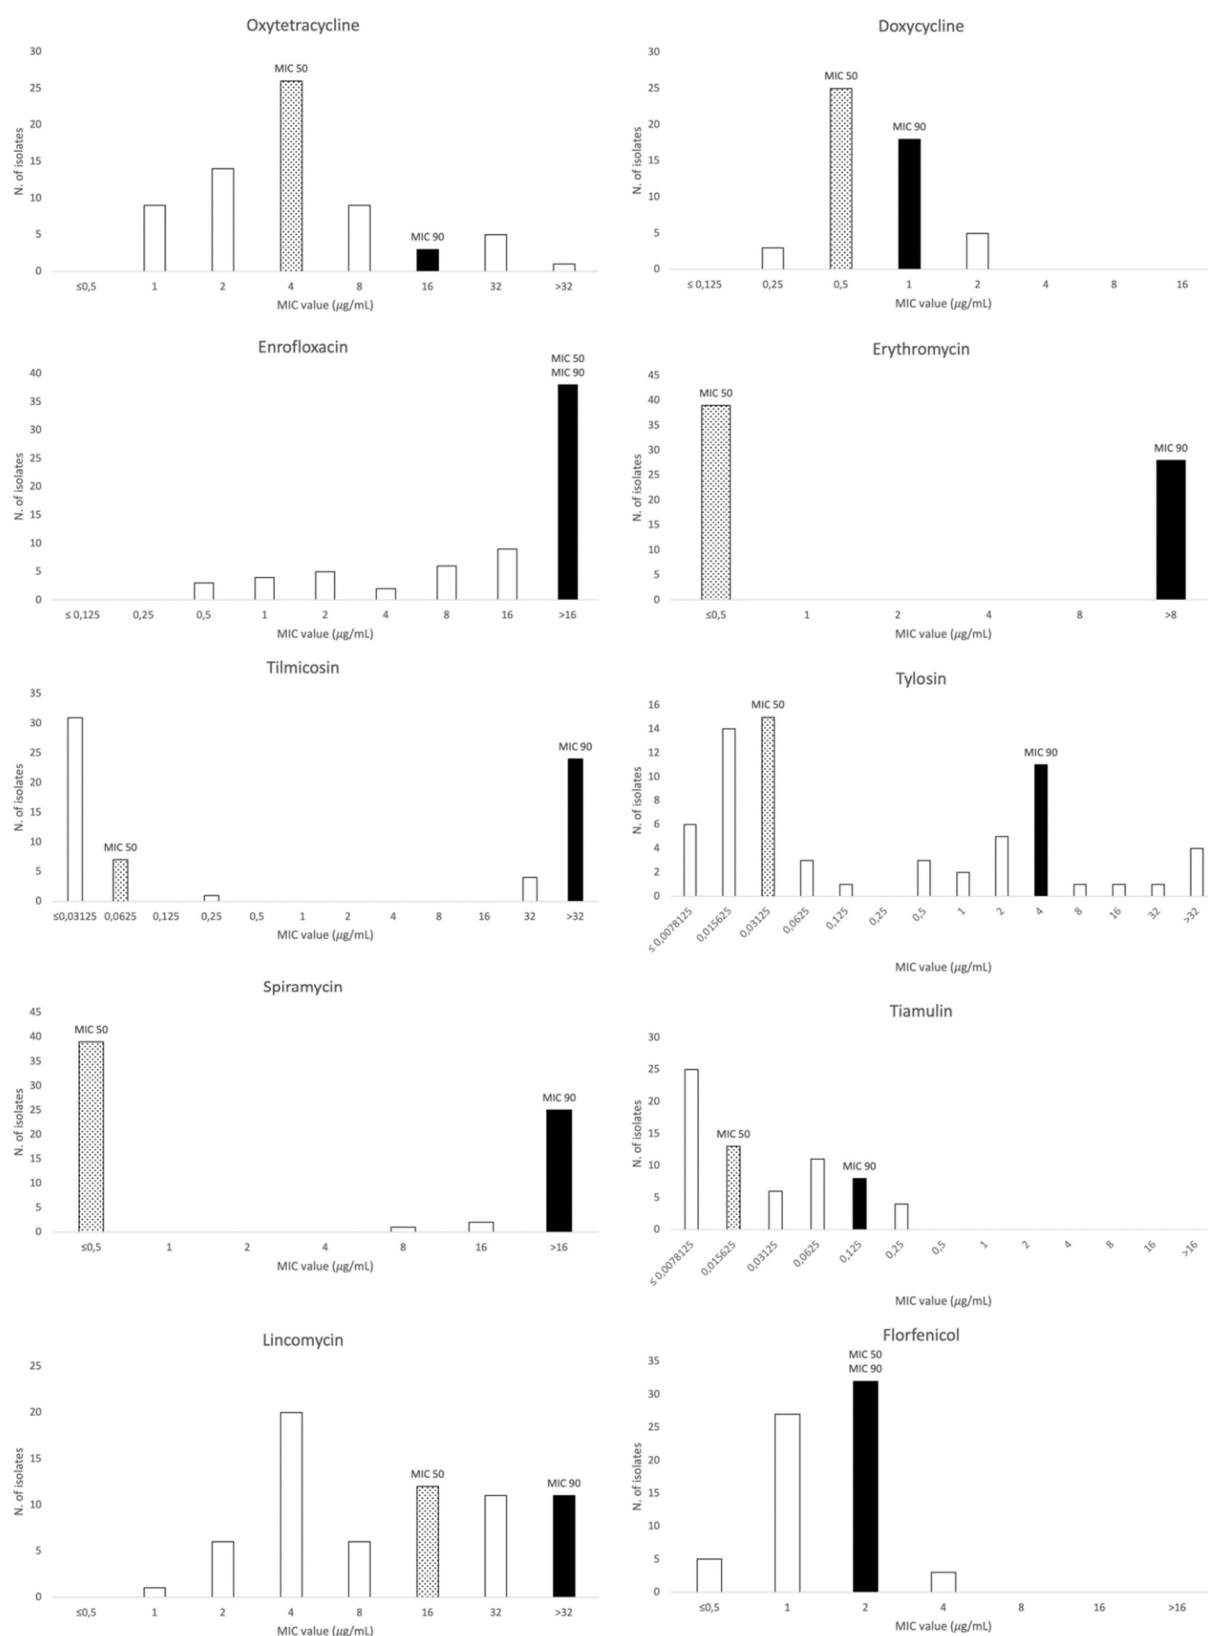 Oxytetracycline
30
25
20
15
10
5
0
N. of isolates
MIC 50
MIC 90
≤0,5 1 2 4 8 16 32 >32
MIC value (µg/mL)
Doxycycline
30
25
20
15
10
5
0
N. of isolates
MIC 50
MIC 90
≤ 0,125 0,25 0,5 1 2 4 8 16
MIC value (µg/mL)
Enrofloxacin
40
35
30
25
20
15
10
5
0
N. of isolates
MIC 50
MIC 90
≤ 0,125 0,25 0,5 1 2 4 8 16 >16
MIC value (µg/mL)
Erythromycin
45
40
35
30
25
20
15
10
5
0
N. of isolates
MIC 50
MIC 90
≤0,5 1 2 4 8 >8
MIC value (µg/mL)
Tilmicosin
35
30
25
20
15
10
5
0
N. of isolates
MIC 50
MIC 90
≤0,03125 0,0625 0,125 0,25 0,5 1 2 4 8 16 32 >32
MIC value (µg/mL)
Tylosin
16
14
12
10
8
6
4
2
0
N. of isolates
MIC 50
MIC 90
≤ 0,0078125 0,015625 0,03125 0,0625 0,125 0,25 0,5 1 2 4 8 16 32 >32
MIC value (µg/mL)
Spiramycin
45
40
35
30
25
20
15
10
5
0
N. of isolates
MIC 50
MIC 90
≤0,5 1 2 4 8 16 >16
MIC value (µg/mL)
Tiamulin
30
25
20
15
10
5
0
N. of isolates
MIC 50
MIC 90
≤ 0,0078125 0,015625 0,03125 0,0625 0,125 0,25 0,5 1 2 4 8 16 >16
MIC value (µg/mL)
Lincomycin
25
20
15
10
5
0
N. of isolates
MIC 50
MIC 90
≤0,5 1 2 4 8 16 32 >32
MIC value (µg/mL)
Florfenicol
35
30
25
20
15
10
5
0
N. of isolates
MIC 50
MIC 90
≤0,5 1 2 4 8 16 >16
MIC value (µg/mL)